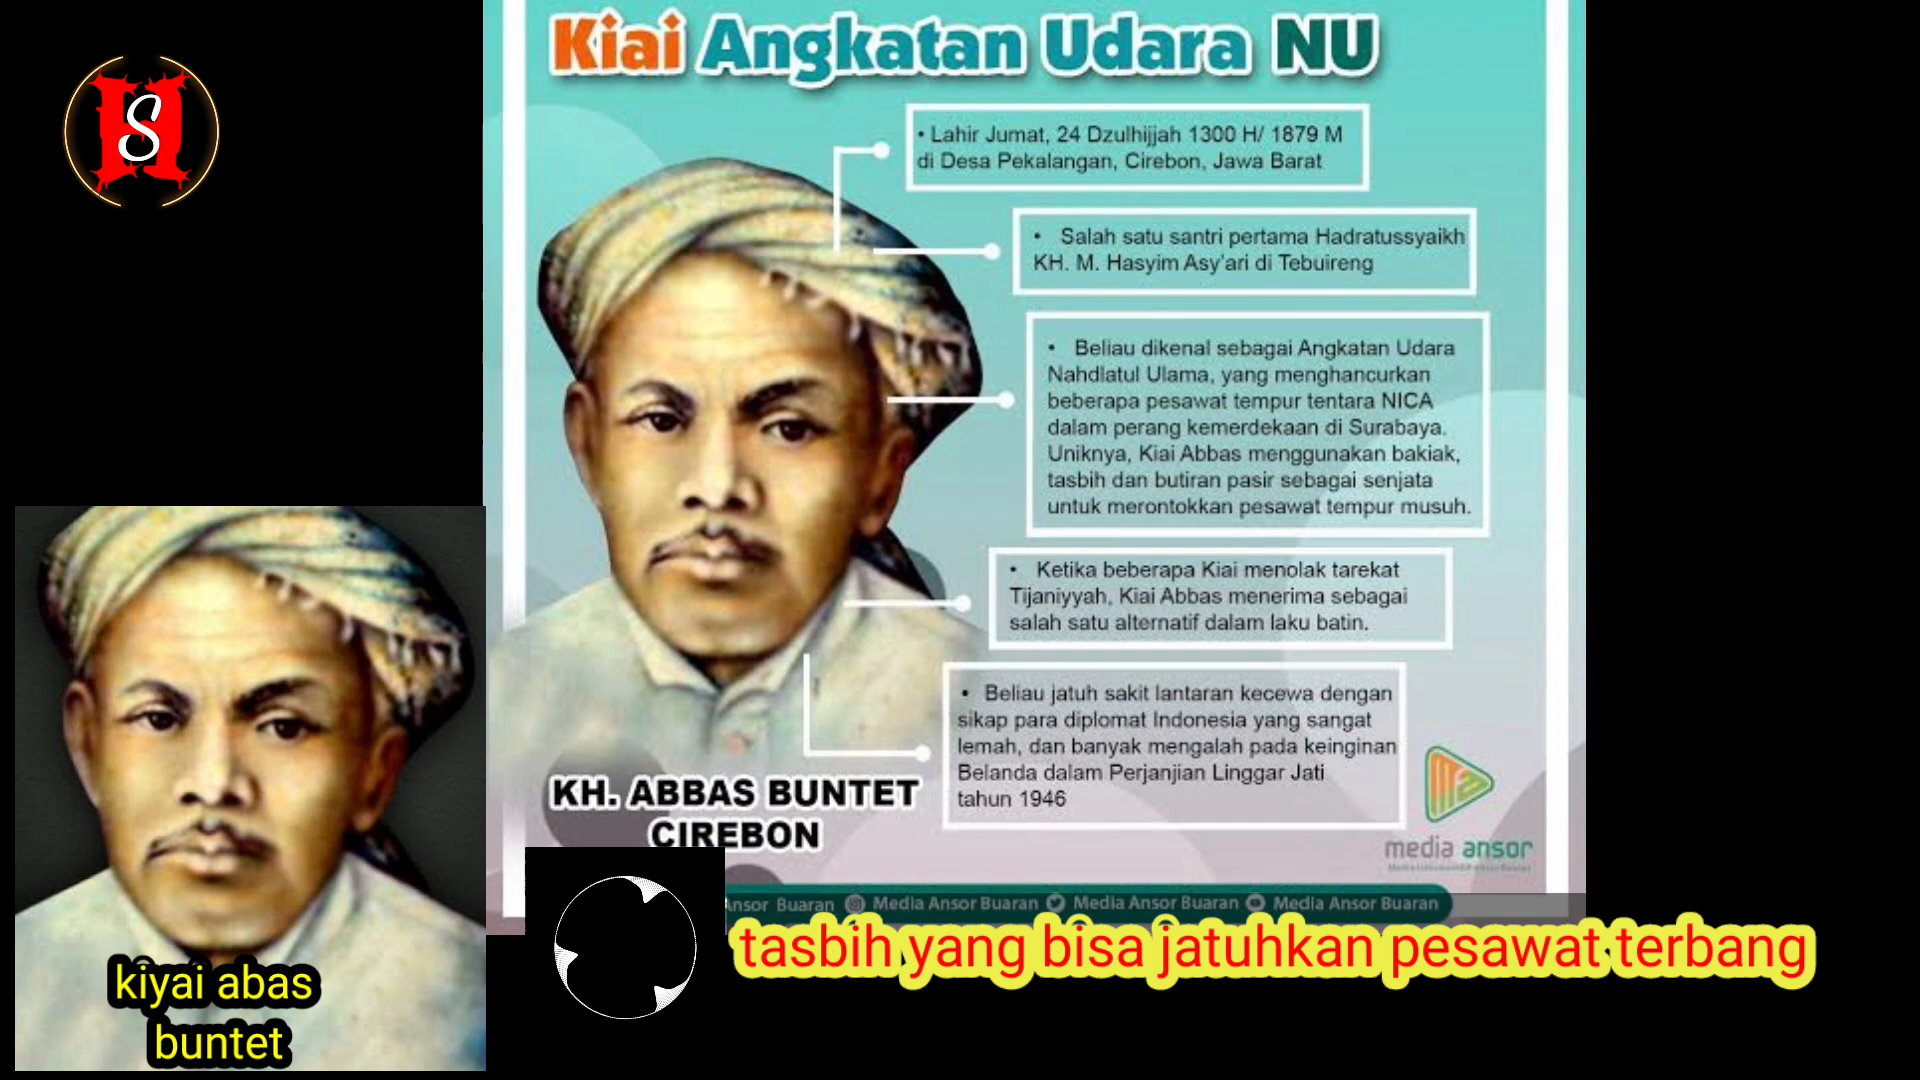 Kiai Angkatan Udara NU
H
S
• Lahir Jumat, 24 Dzulhijjah 1300 H/ 1879 M
di Desa Pekalangan, Cirebon, Jawa Barat
• Salah satu santri pertama Hadratussyaikh
KH. M. Hasyim Asy'ari di Tebuireng
• Beliau dikenal sebagai Angkatan Udara
Nahdlatul Ulama, yang menghancurkan
beberapa pesawat tempur tentara NICA
dalam perang kemerdekaan di Surabaya.
Uniknya, Kiai Abbas menggunakan bakiak,
tasbih dan butiran pasir sebagai senjata
untuk merontokkan pesawat tempur musuh.
• Ketika beberapa Kiai menolak tarekat
Tijaniyyah, Kiai Abbas menerima sebagai
salah satu alternatif dalam laku batin.
• Beliau jatuh sakit lantaran kecewa dengan
sikap para diplomat Indonesia yang sangat
lemah, dan banyak mengalah pada keinginan
Belanda dalam Perjanjian Linggar Jati
tahun 1946
KH. ABBAS BUNTET
CIREBON
media ansor
Ansor Buaran Media Ansor Buaran Media Ansor Buaran Media Ansor Buaran
tasbih yang bisa jatuhkan pesawat terbang
kiyai abas
buntet